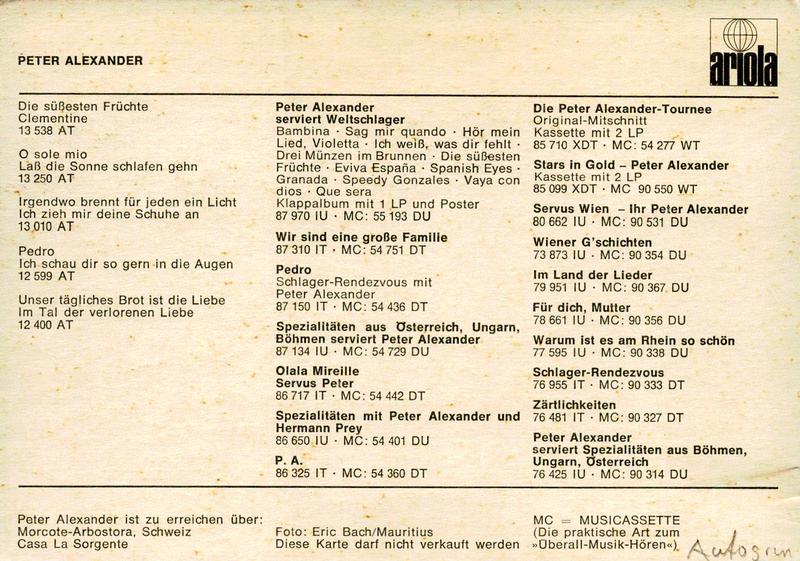 PETER ALEXANDER
ariola
Die süßesten Früchte
Clementine
13 538 AT
O sole mio
Laß die Sonne schlafen gehn
13 250 AT
Irgendwo brennt für jeden ein Licht
Ich zieh mir deine Schuhe an
13 010 AT
Pedro
Ich schau dir so gern in die Augen
12 599 AT
Unser tägliches Brot ist die Liebe
Im Tal der verlorenen Liebe
12 400 AT
Peter Alexander
serviert Weltschlager
Bambina · Sag mir quando · Hör mein
Lied, Violetta · Ich weiß, was dir fehlt ·
Drei Münzen im Brunnen · Die süßesten
Früchte · Eviva España · Spanish Eyes ·
Granada · Speedy Gonzales · Vaya con
dios · Que sera
Klappalbum mit 1 LP und Poster
87 970 IU · MC: 55 193 DU
Wir sind eine große Familie
87 310 IT · MC: 54 751 DT
Pedro
Schlager-Rendezvous mit
Peter Alexander
87 150 IT · MC: 54 436 DT
Spezialitäten aus Österreich, Ungarn,
Böhmen serviert Peter Alexander
87 134 IU · MC: 54 729 DU
Olala Mireille
Servus Peter
86 717 IT · MC: 54 442 DT
Spezialitäten mit Peter Alexander und
Hermann Prey
86 650 IU · MC: 54 401 DU
P. A.
86 325 IT · MC: 54 360 DT
Die Peter Alexander-Tournee
Original-Mitschnitt
Kassette mit 2 LP
85 710 XDT · MC: 54 277 WT
Stars in Gold – Peter Alexander
Kassette mit 2 LP
85 099 XDT · MC 90 550 WT
Servus Wien – Ihr Peter Alexander
80 662 IU · MC: 90 531 DU
Wiener G'schichten
73 873 IU · MC: 90 354 DU
Im Land der Lieder
79 951 IU · MC: 90 367 DU
Für dich, Mutter
78 661 IU · MC: 90 356 DU
Warum ist es am Rhein so schön
77 595 IU · MC: 90 338 DU
Schlager-Rendezvous
76 955 IT · MC: 90 333 DT
Zärtlichkeiten
76 481 IT · MC: 90 327 DT
Peter Alexander
serviert Spezialitäten aus Böhmen,
Ungarn, Österreich
76 425 IU · MC: 90 314 DU
Peter Alexander ist zu erreichen über:
Morcote-Arbostora, Schweiz
Casa La Sorgente
Foto: Eric Bach/Mauritius
Diese Karte darf nicht verkauft werden
MC = MUSICASSETTE
(Die praktische Art zum
»Überall-Musik-Hören«)